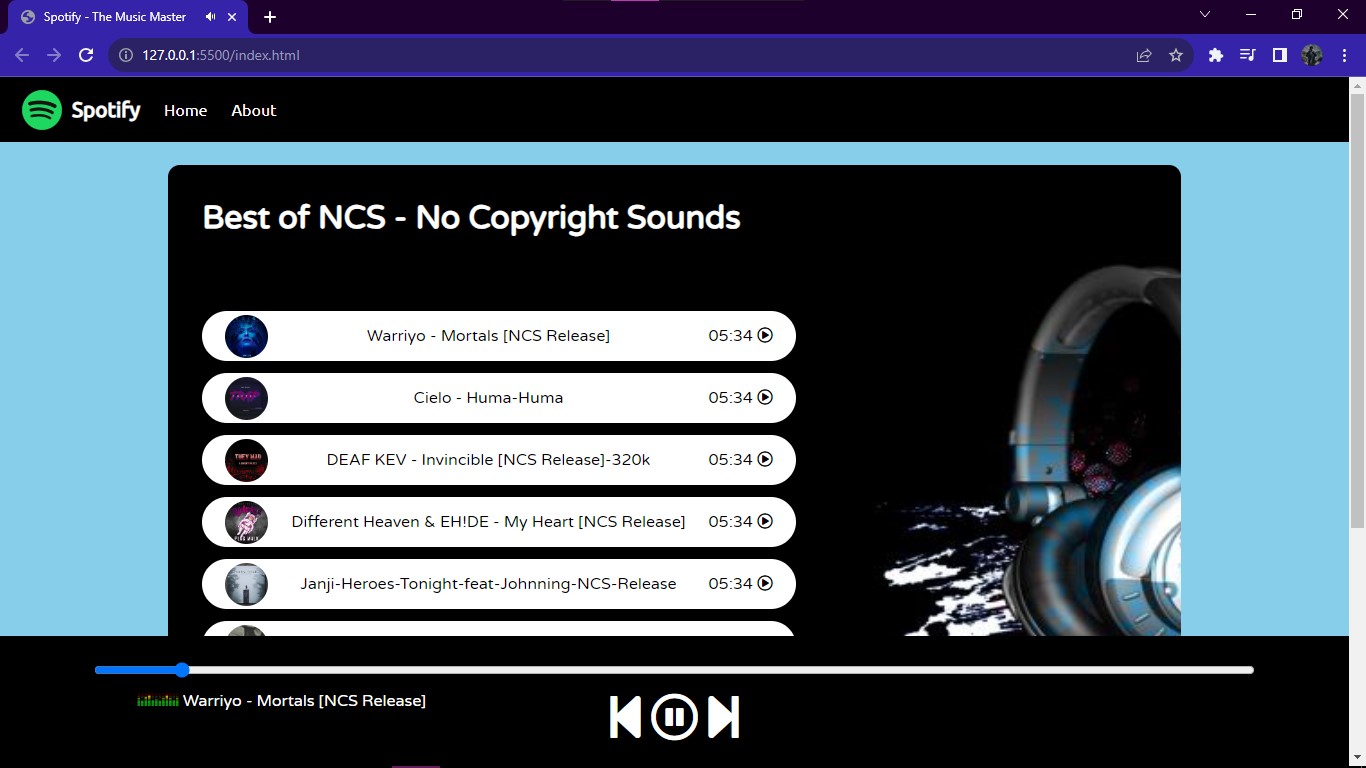 Spotify - The Music Master
127.0.0.1:5500/index.html
Spotify Home About
Best of NCS - No Copyright Sounds
Warriyo - Mortals [NCS Release] 05:34
Cielo - Huma-Huma 05:34
DEAF KEV - Invincible [NCS Release]-320k 05:34
Different Heaven & EH!DE - My Heart [NCS Release] 05:34
Janji-Heroes-Tonight-feat-Johnning-NCS-Release 05:34
Warriyo - Mortals [NCS Release]